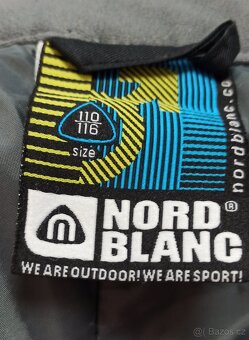 110
116
size
nordblanc.co
NORD®
BLANC
WE ARE OUTDOOR! WE ARE SPORT!
Bazos.cz